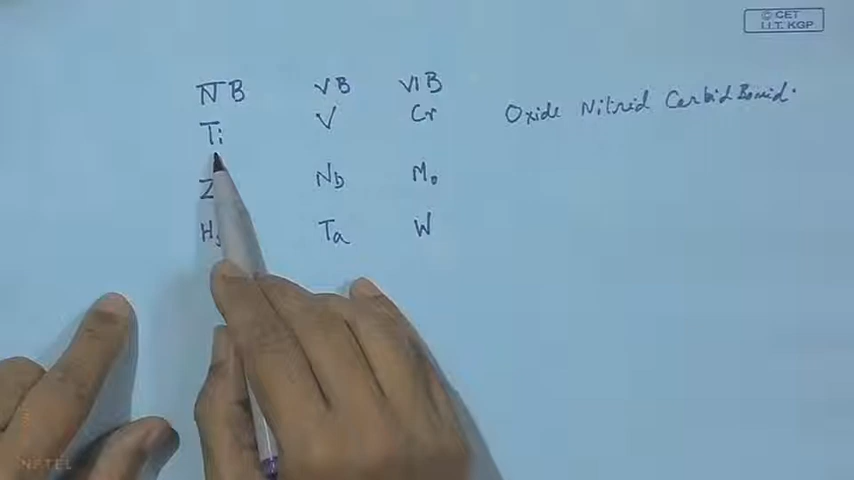 © CET
I.I.T. KGP
IVB VB VIB
Ti V Cr Oxide Nitrid Carbid Borid.
Nb Mo
Ta W
NPTEL